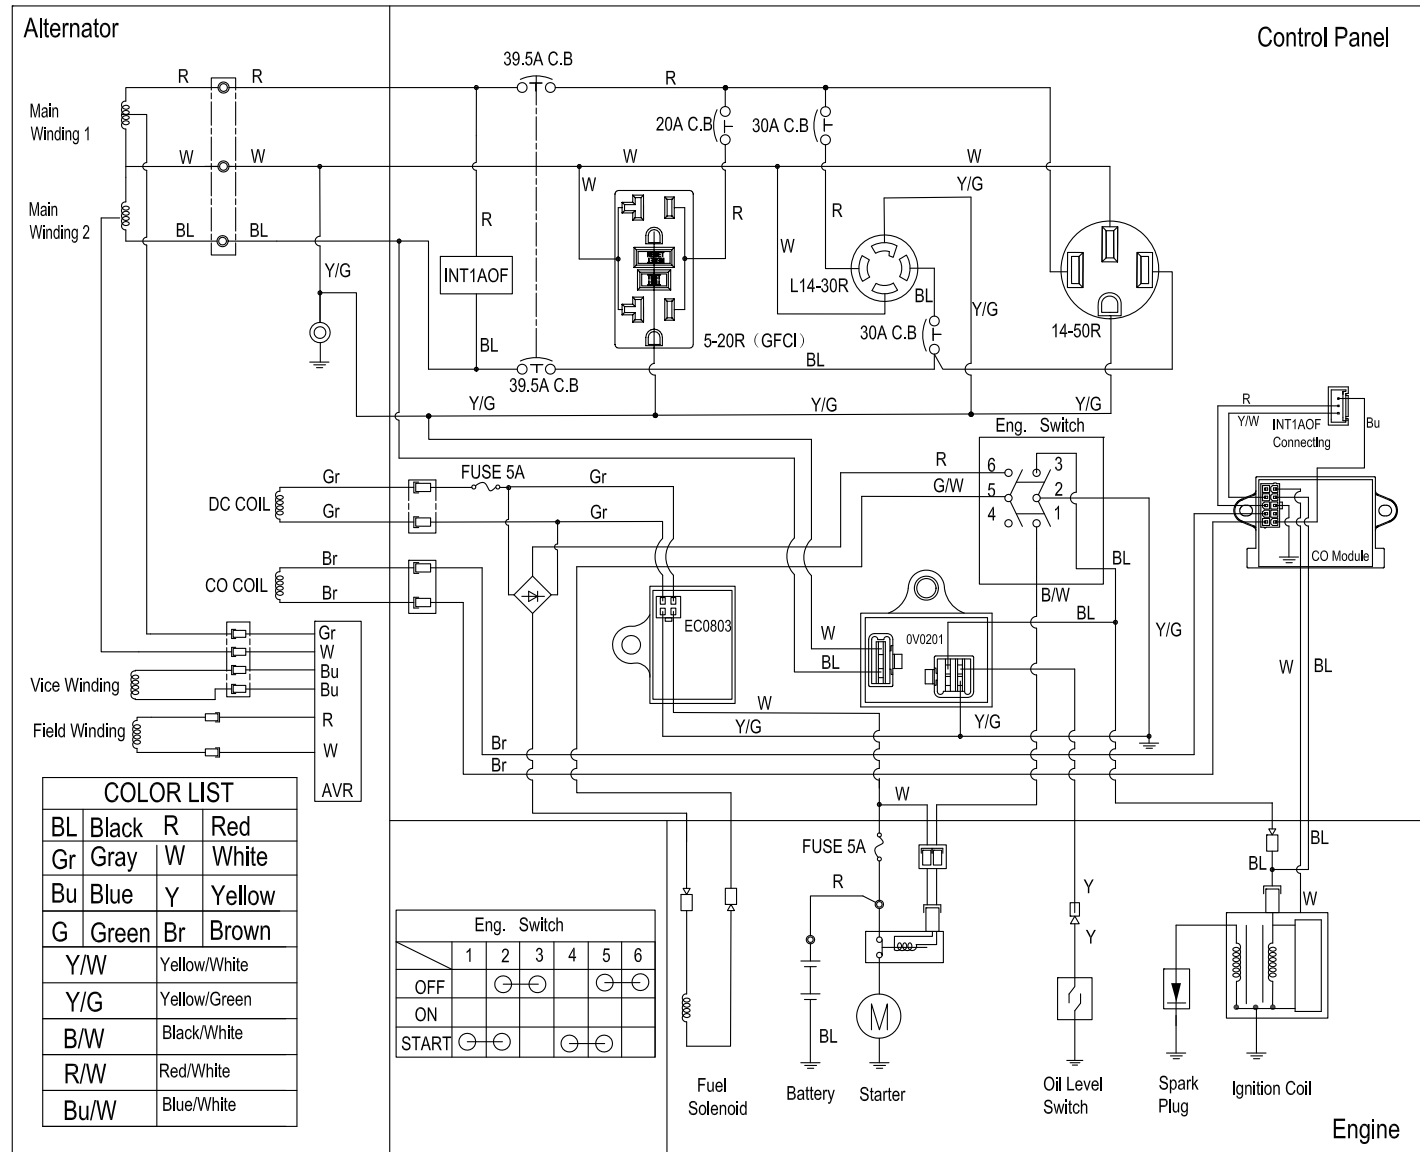 Alternator
Control Panel
39.5A C.B
R
R
R
Main
Winding 1
20A C.B
30A C.B
W
W
W
W
Y/G
W
Main
Winding 2
BL
BL
R
R
R
W
Y/G
INT1AOF
L14-30R
BL
Y/G
14-50R
5-20R (GFCI)
30A C.B
BL
BL
39.5A C.B
Y/G
Y/G
Y/G
Eng. Switch
R
Y/W
INT1AOF
Connecting
Bu
DC COIL
Gr
FUSE 5A
Gr
R
6
3
Gr
Gr
G/W
5
2
4
1
CO Module
CO COIL
Br
Br
BL
B/W
BL
EC0803
0V0201
W
BL
Y/G
W
BL
Gr
W
Bu
Bu
Vice Winding
Field Winding
R
W
AVR
W
Y/G
Y/G
Br
Br
W
COLOR LIST
BL Black R Red
Gr Gray W White
Bu Blue Y Yellow
G Green Br Brown
Y/W Yellow/White
Y/G Yellow/Green
B/W Black/White
R/W Red/White
Bu/W Blue/White
Eng. Switch
1 2 3 4 5 6
OFF
ON
START
FUSE 5A
R
BL
M
Y
Y
BL
BL
W
Fuel
Solenoid
Battery
Starter
Oil Level
Switch
Spark
Plug
Ignition Coil
Engine